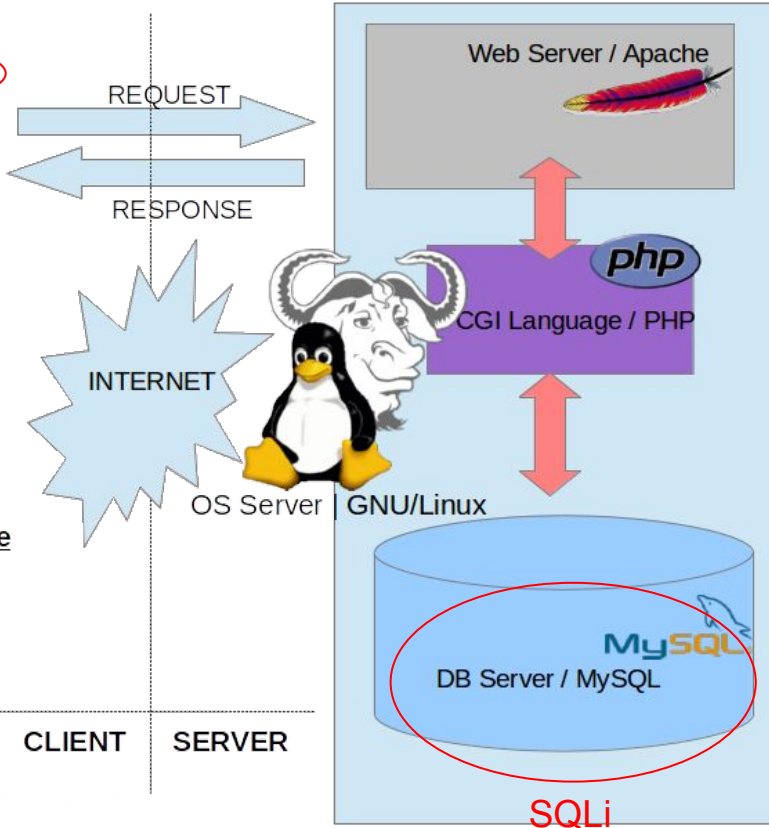 Web Server / Apache
REQUEST
RESPONSE
php
CGI Language / PHP
INTERNET
OS Server | GNU/Linux
e
MySQL
DB Server / MySQL
CLIENT
SERVER
SQLi